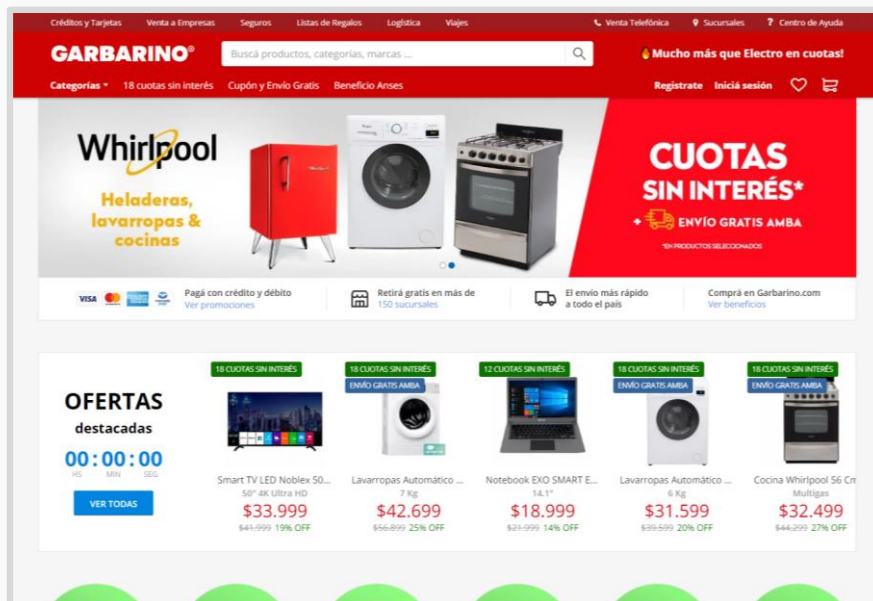 Créditos y Tarjetas Venta a Empresas Seguros Listas de Regalos Logística Viajes Venta Telefónica Sucursales Centro de Ayuda
GARBARINO®
Buscá productos, categorías, marcas ...
Mucho más que Electro en cuotas!
Categorías 18 cuotas sin interés Cupón y Envío Gratis Beneficio Anses Registrate Iniciá sesión
Whirlpool
Heladeras,
lavarropas &
cocinas
CUOTAS
SIN INTERÉS*
+ ENVÍO GRATIS AMBA
*EN PRODUCTOS SELECCIONADOS
VISA
Pagá con crédito y débito
Ver promociones
Retirá gratis en más de
150 sucursales
El envío más rápido
a todo el país
Comprá en Garbarino.com
Ver beneficios
OFERTAS
destacadas
00:00:00
HS MIN SEG
VER TODAS
18 CUOTAS SIN INTERÉS
Smart TV LED Noblex 50...
50" 4K Ultra HD
$33.999
$41.999 19% OFF
18 CUOTAS SIN INTERÉS
ENVÍO GRATIS AMBA
Lavarropas Automático ...
7 Kg
$42.699
$56.899 25% OFF
12 CUOTAS SIN INTERÉS
Notebook EXO SMART E...
14.1"
$18.999
$21.999 14% OFF
18 CUOTAS SIN INTERÉS
ENVÍO GRATIS AMBA
Lavarropas Automático ...
6 Kg
$31.599
$39.599 20% OFF
18 CUOTAS SIN INTERÉS
ENVÍO GRATIS AMBA
Cocina Whirlpool 56 Cm
Multigas
$32.499
$44.299 27% OFF